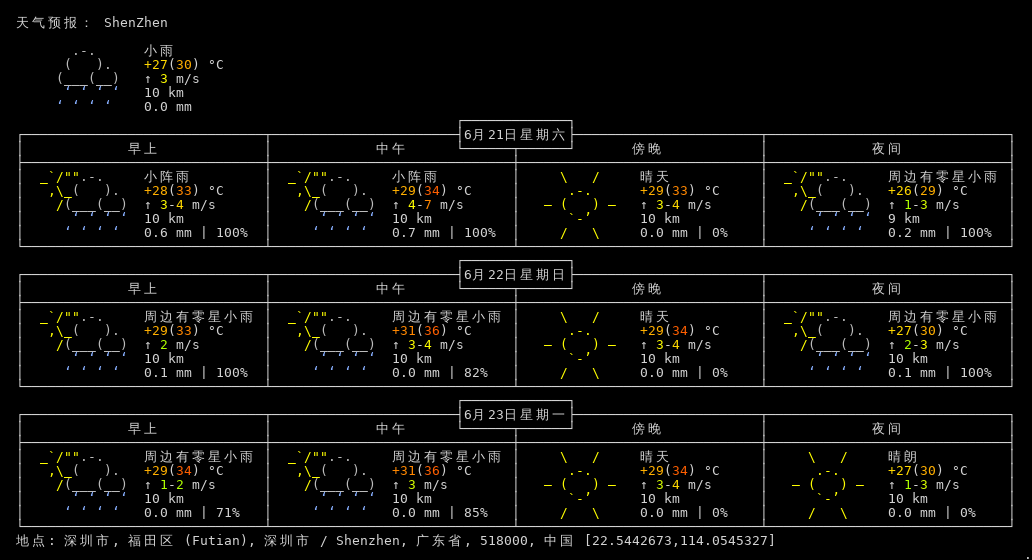 天气预报： ShenZhen
小雨
+27(30) °C
↑ 3 m/s
10 km
0.0 mm
6月21日星期六
早上 中午 傍晚 夜间
小阵雨 小阵雨 晴天 周边有零星小雨
+28(33) °C +29(34) °C +29(33) °C +26(29) °C
↑ 3-4 m/s ↑ 4-7 m/s ↑ 3-4 m/s ↑ 1-3 m/s
10 km 10 km 10 km 9 km
0.6 mm | 100% 0.7 mm | 100% 0.0 mm | 0% 0.2 mm | 100%
6月22日星期日
早上 中午 傍晚 夜间
周边有零星小雨 周边有零星小雨 晴天 周边有零星小雨
+29(33) °C +31(36) °C +29(34) °C +27(30) °C
↑ 2 m/s ↑ 3-4 m/s ↑ 3-4 m/s ↑ 2-3 m/s
10 km 10 km 10 km 10 km
0.1 mm | 100% 0.0 mm | 82% 0.0 mm | 0% 0.1 mm | 100%
6月23日星期一
早上 中午 傍晚 夜间
周边有零星小雨 周边有零星小雨 晴天 晴朗
+29(34) °C +31(36) °C +29(34) °C +27(30) °C
↑ 1-2 m/s ↑ 3 m/s ↑ 3-4 m/s ↑ 1-3 m/s
10 km 10 km 10 km 10 km
0.0 mm | 71% 0.0 mm | 85% 0.0 mm | 0% 0.0 mm | 0%
地点: 深圳市, 福田区 (Futian), 深圳市 / Shenzhen, 广东省, 518000, 中国 [22.5442673,114.0545327]